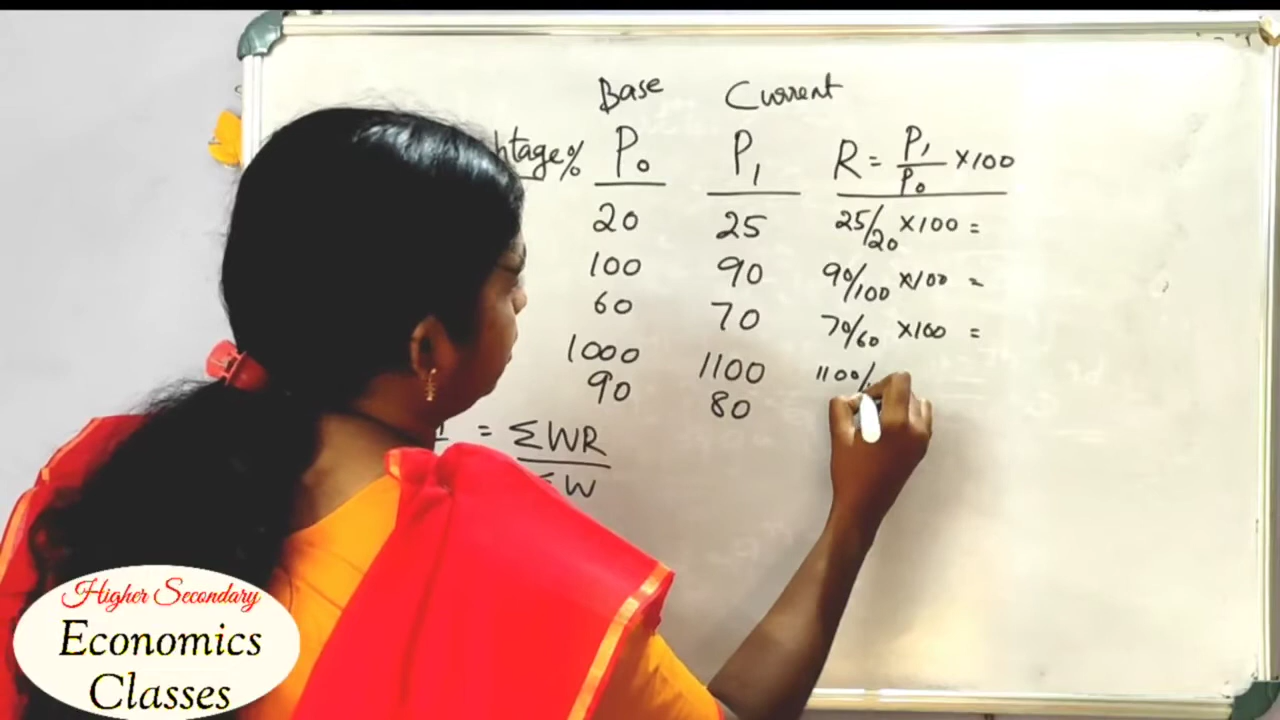 Base Current
% P₀ P₁ R = P₁/P₀ ×100
20 25 25/20 ×100 =
100 90 90/100 ×100 =
60 70 70/60 ×100 =
1000 1100 1100/
90 80
= ΣWR
W
Higher Secondary
Economics
Classes